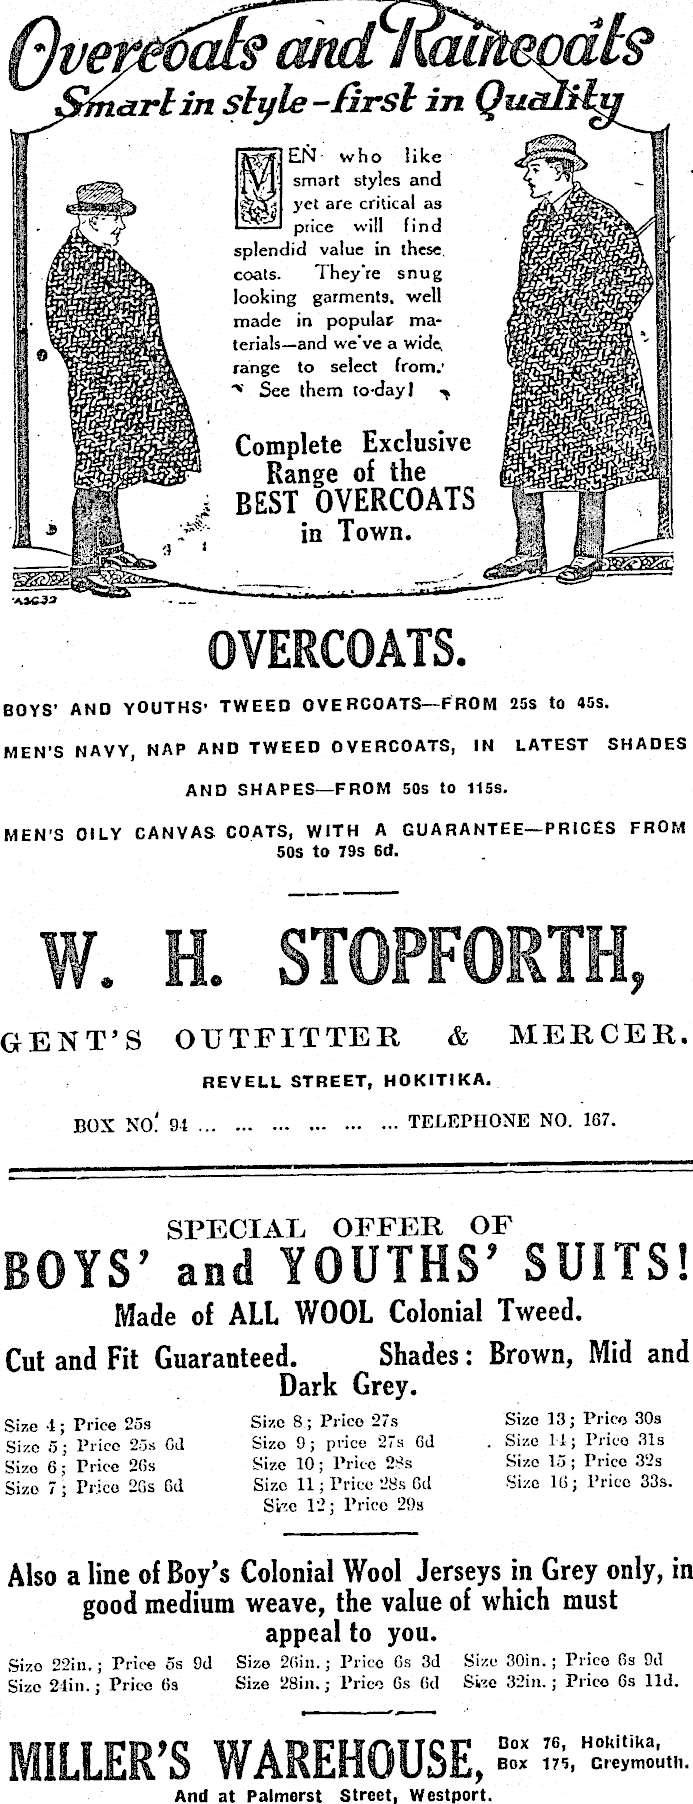 Overcoats and Raincoats
Smart in style - first in Quality
MEN who like
smart styles and
yet are critical as
price will find
splendid value in these
coats. They're snug
looking garments, well
made in popular ma-
terials—and we've a wide
range to select from.
See them to-day!
Complete Exclusive
Range of the
BEST OVERCOATS
in Town.
OVERCOATS.
BOYS' AND YOUTHS' TWEED OVERCOATS—FROM 25s to 45s.
MEN'S NAVY, NAP AND TWEED OVERCOATS, IN LATEST SHADES
AND SHAPES—FROM 50s to 115s.
MEN'S OILY CANVAS COATS, WITH A GUARANTEE—PRICES FROM
50s to 79s 6d.
W. H. STOPFORTH,
GENT'S OUTFITTER & MERCER.
REVELL STREET, HOKITIKA.
BOX NO. 94 ... ... ... ... ... ... TELEPHONE NO. 167.
SPECIAL OFFER OF
BOYS' and YOUTHS' SUITS!
Made of ALL WOOL Colonial Tweed.
Cut and Fit Guaranteed. Shades: Brown, Mid and
Dark Grey.
Size 4; Price 25s
Size 5; Price 25s 6d
Size 6; Price 26s
Size 7; Price 26s 6d
Size 8; Price 27s
Size 9; price 27s 6d
Size 10; Price 28s
Size 11; Price 28s 6d
Size 12; Price 29s
Size 13; Price 30s
Size 14; Price 31s
Size 15; Price 32s
Size 16; Price 33s.
Also a line of Boy's Colonial Wool Jerseys in Grey only, in
good medium weave, the value of which must
appeal to you.
Size 22in.; Price 5s 9d Size 26in.; Price 6s 3d Size 30in.; Price 6s 9d
Size 24in.; Price 6s Size 28in.; Price 6s 6d Size 32in.; Price 6s 11d.
MILLER'S WAREHOUSE,
Box 76, Hokitika,
Box 175, Greymouth.
And at Palmerst Street, Westport.